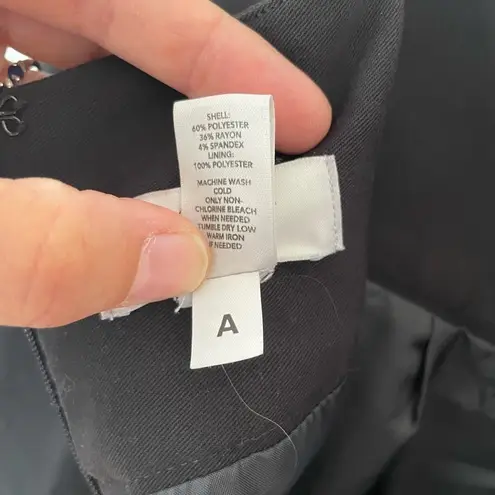 SHELL:
60% POLYESTER
36% RAYON
4% SPANDEX
LINING:
100% POLYESTER
MACHINE WASH
COLD
ONLY NON-
CHLORINE BLEACH
WHEN NEEDED
TUMBLE DRY LOW
WARM IRON
IF NEEDED
A